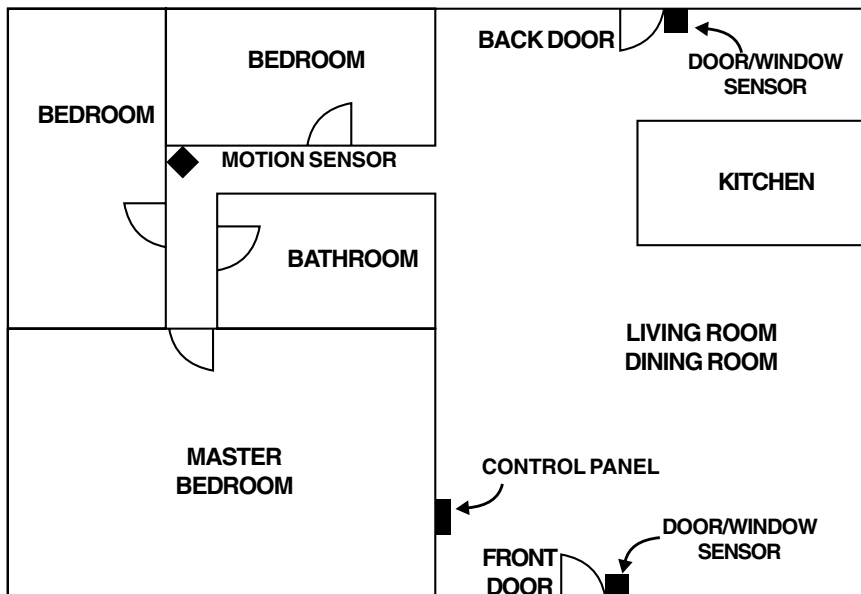 BACK DOOR
BEDROOM
DOOR/WINDOW
SENSOR
BEDROOM
MOTION SENSOR
KITCHEN
BATHROOM
LIVING ROOM
DINING ROOM
MASTER
BEDROOM
CONTROL PANEL
DOOR/WINDOW
SENSOR
FRONT
DOOR